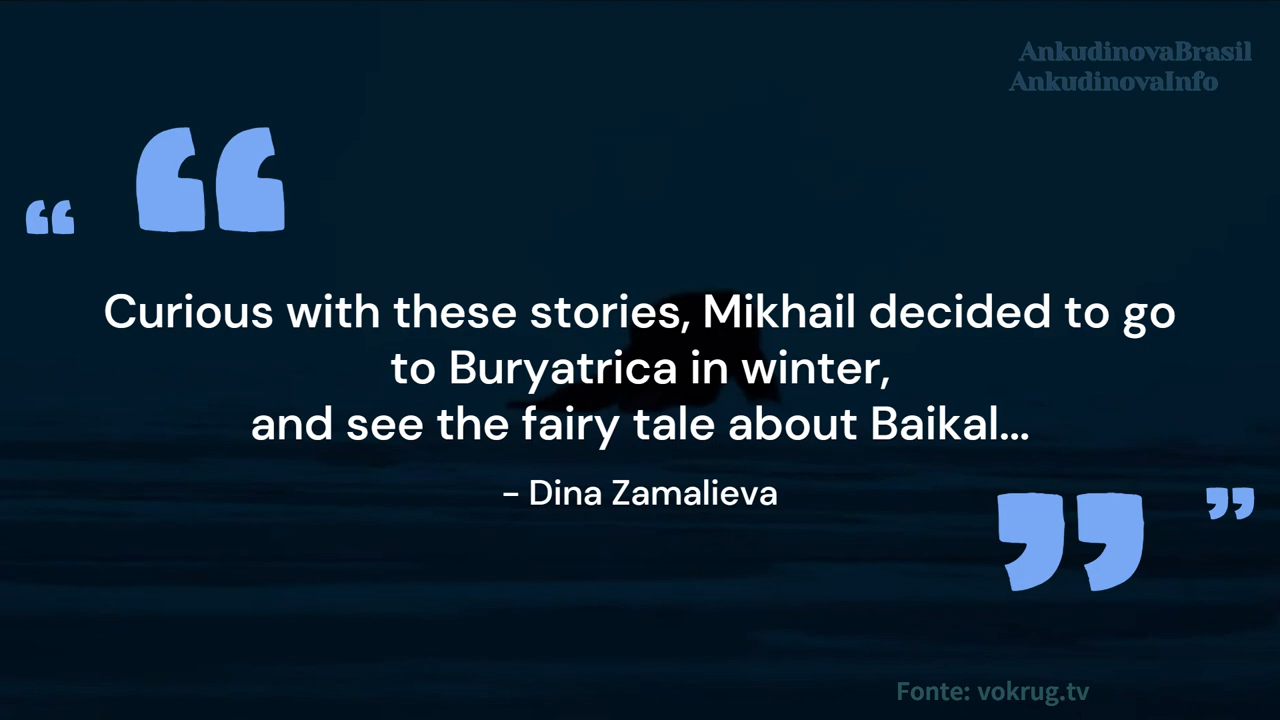 AnkudinovaBrasil
AnkudinovaInfo
“ “
Curious with these stories, Mikhail decided to go
to Buryatrica in winter,
and see the fairy tale about Baikal...
- Dina Zamalieva
” ”
Fonte: vokrug.tv